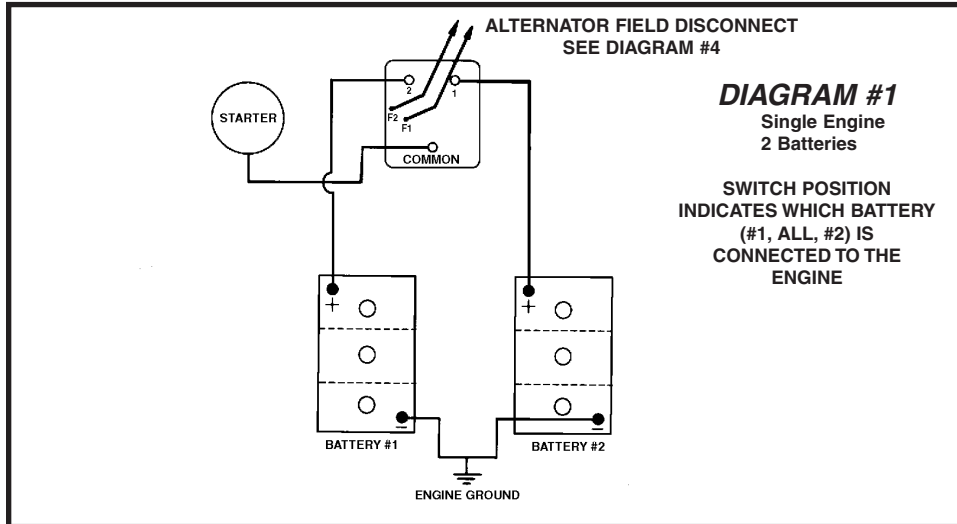 ALTERNATOR FIELD DISCONNECT
SEE DIAGRAM #4
DIAGRAM #1
Single Engine
2 Batteries
SWITCH POSITION
INDICATES WHICH BATTERY
(#1, ALL, #2) IS
CONNECTED TO THE
ENGINE
STARTER
2
1
F2
F1
COMMON
+
+
−
−
BATTERY #1
BATTERY #2
ENGINE GROUND